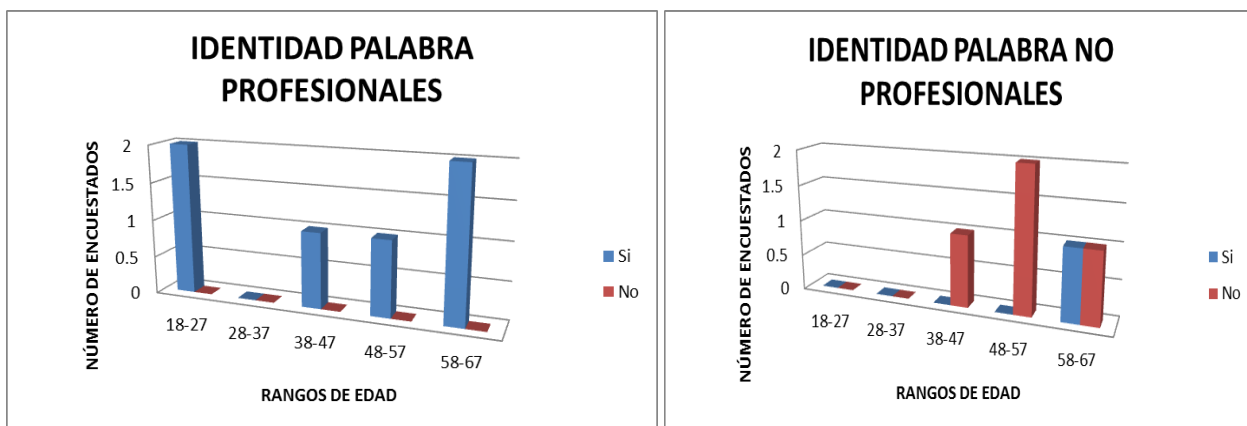 IDENTIDAD PALABRA
PROFESIONALES
NÚMERO DE ENCUESTADOS
2
1.5
1
0.5
0
18-27
28-37
38-47
48-57
58-67
RANGOS DE EDAD
Si
No
IDENTIDAD PALABRA NO
PROFESIONALES
NÚMERO DE ENCUESTADOS
2
1.5
1
0.5
0
18-27
28-37
38-47
48-57
58-67
RANGOS DE EDAD
Si
No